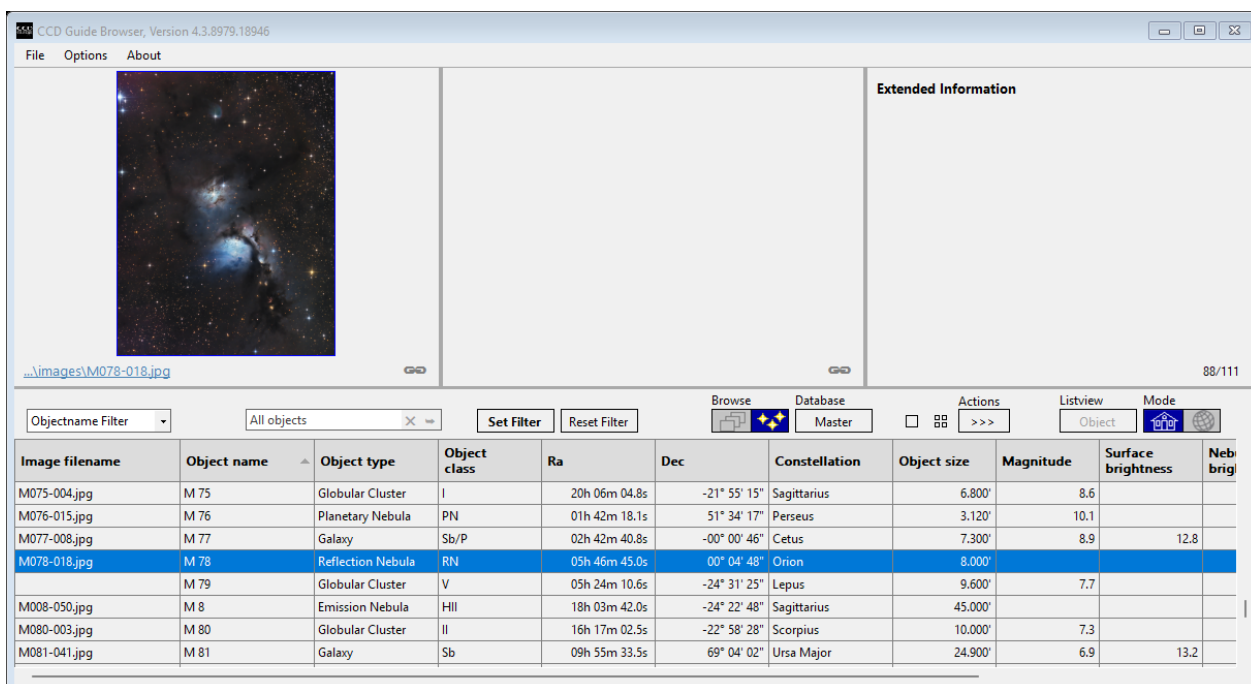 CCD Guide Browser, Version 4.3.8979.18946
File Options About
Extended Information
...\images\M078-018.jpg
88/111
Browse Database Actions Listview Mode
Objectname Filter All objects Set Filter Reset Filter Master >>> Object
Image filename Object name Object type Object class Ra Dec Constellation Object size Magnitude Surface brightness Nebu brigh
M075-004.jpg M 75 Globular Cluster I 20h 06m 04.8s -21° 55' 15" Sagittarius 6.800' 8.6
M076-015.jpg M 76 Planetary Nebula PN 01h 42m 18.1s 51° 34' 17" Perseus 3.120' 10.1
M077-008.jpg M 77 Galaxy Sb/P 02h 42m 40.8s -00° 00' 46" Cetus 7.300' 8.9 12.8
M078-018.jpg M 78 Reflection Nebula RN 05h 46m 45.0s 00° 04' 48" Orion 8.000'
M 79 Globular Cluster V 05h 24m 10.6s -24° 31' 25" Lepus 9.600' 7.7
M008-050.jpg M 8 Emission Nebula HII 18h 03m 42.0s -24° 22' 48" Sagittarius 45.000'
M080-003.jpg M 80 Globular Cluster II 16h 17m 02.5s -22° 58' 28" Scorpius 10.000' 7.3
M081-041.jpg M 81 Galaxy Sb 09h 55m 33.5s 69° 04' 02" Ursa Major 24.900' 6.9 13.2